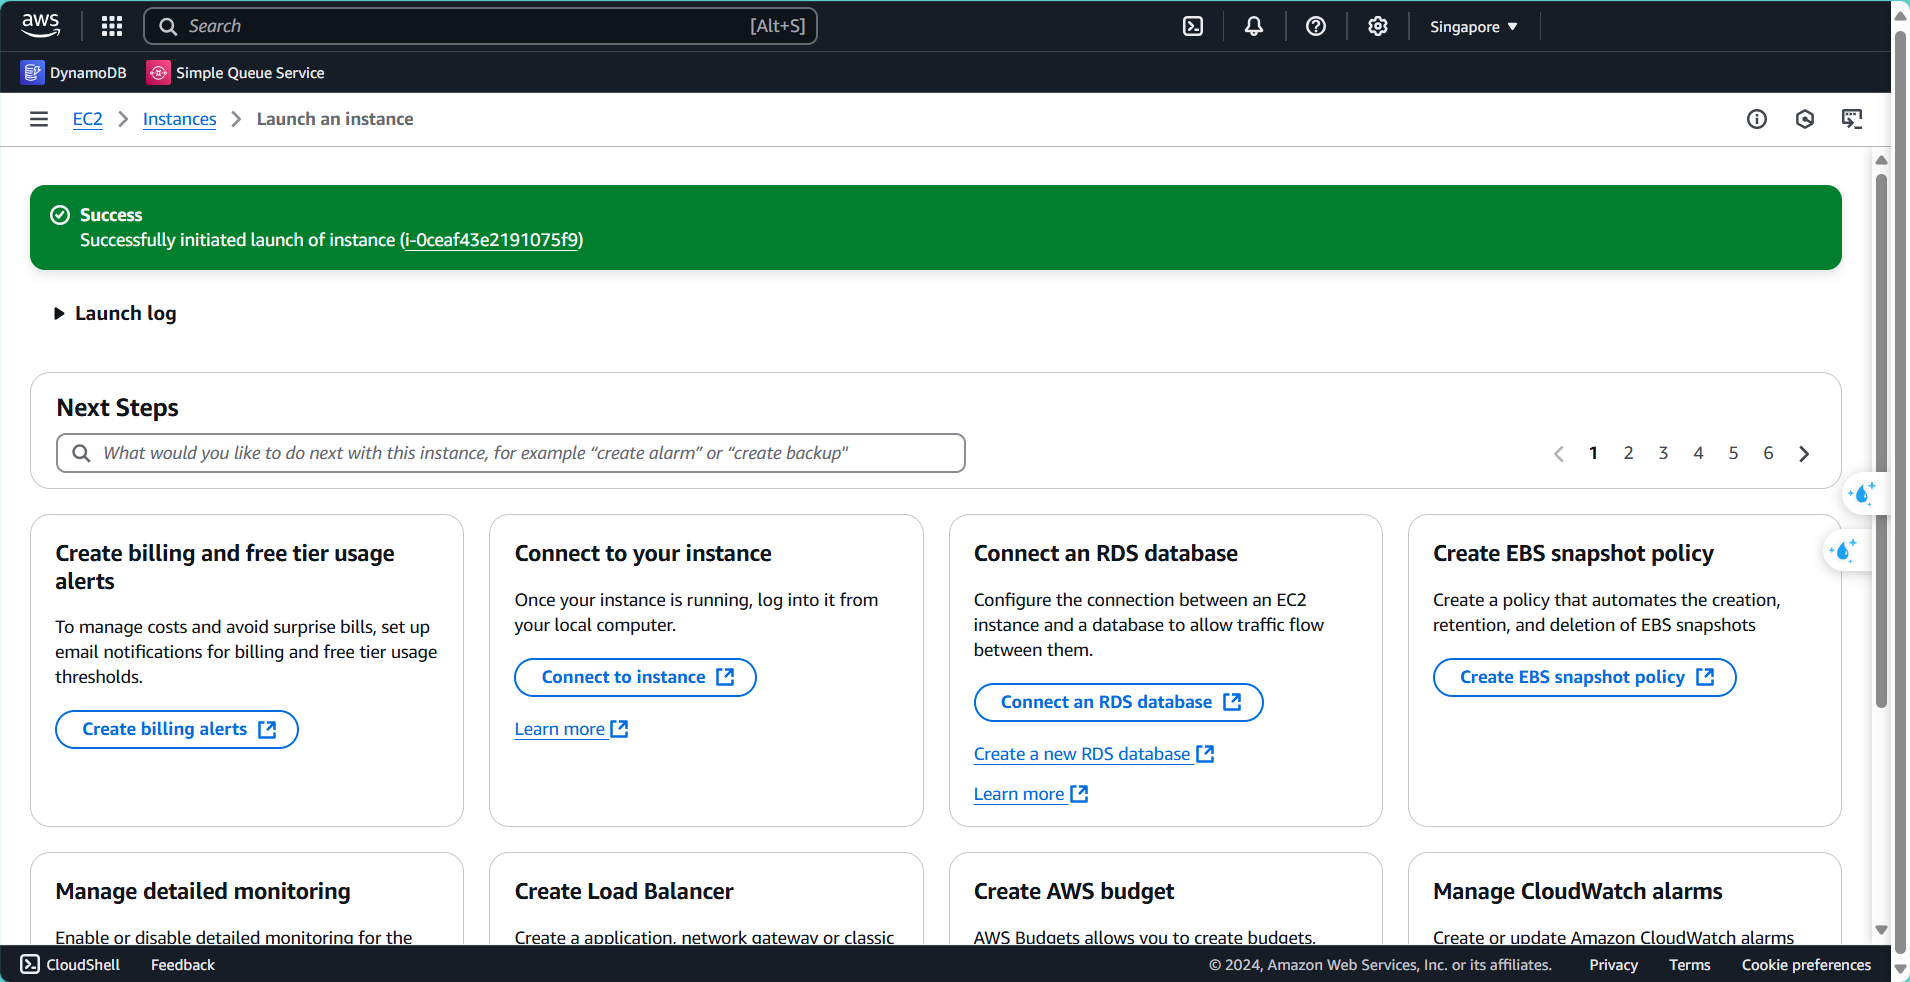 aws
Search
[Alt+S]
Singapore
DynamoDB
Simple Queue Service
EC2
Instances
Launch an instance
Success
Successfully initiated launch of instance (i-0ceaf43e2191075f9)
Launch log
Next Steps
What would you like to do next with this instance, for example “create alarm” or “create backup"
1 2 3 4 5 6
Create billing and free tier usage
alerts
To manage costs and avoid surprise bills, set up
email notifications for billing and free tier usage
thresholds.
Create billing alerts
Connect to your instance
Once your instance is running, log into it from
your local computer.
Connect to instance
Learn more
Connect an RDS database
Configure the connection between an EC2
instance and a database to allow traffic flow
between them.
Connect an RDS database
Create a new RDS database
Learn more
Create EBS snapshot policy
Create a policy that automates the creation,
retention, and deletion of EBS snapshots
Create EBS snapshot policy
Manage detailed monitoring
Enable or disable detailed monitoring for the
Create Load Balancer
Create a application, network gateway or classic
Create AWS budget
AWS Budgets allows you to create budgets,
Manage CloudWatch alarms
Create or update Amazon CloudWatch alarms
CloudShell
Feedback
© 2024, Amazon Web Services, Inc. or its affiliates.
Privacy
Terms
Cookie preferences